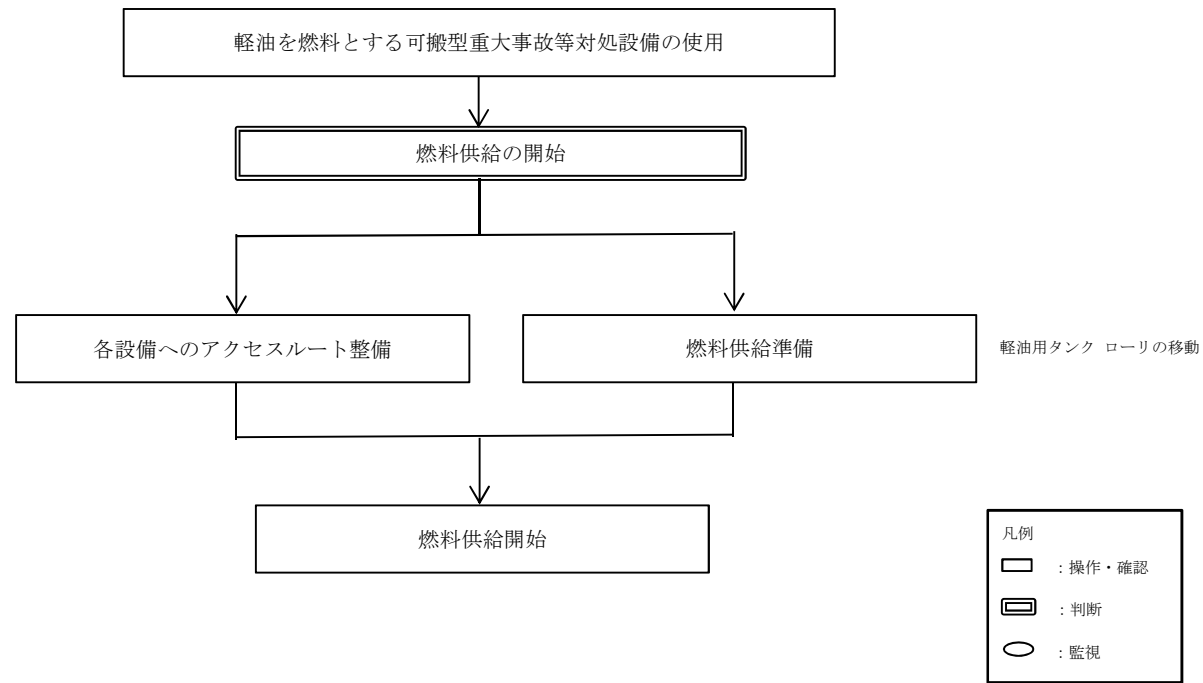 軽油を燃料とする可搬型重大事故等対処設備の使用
燃料供給の開始
各設備へのアクセスルート整備
燃料供給準備
軽油用タンク ローリの移動
燃料供給開始
凡例
：操作・確認
：判断
：監視